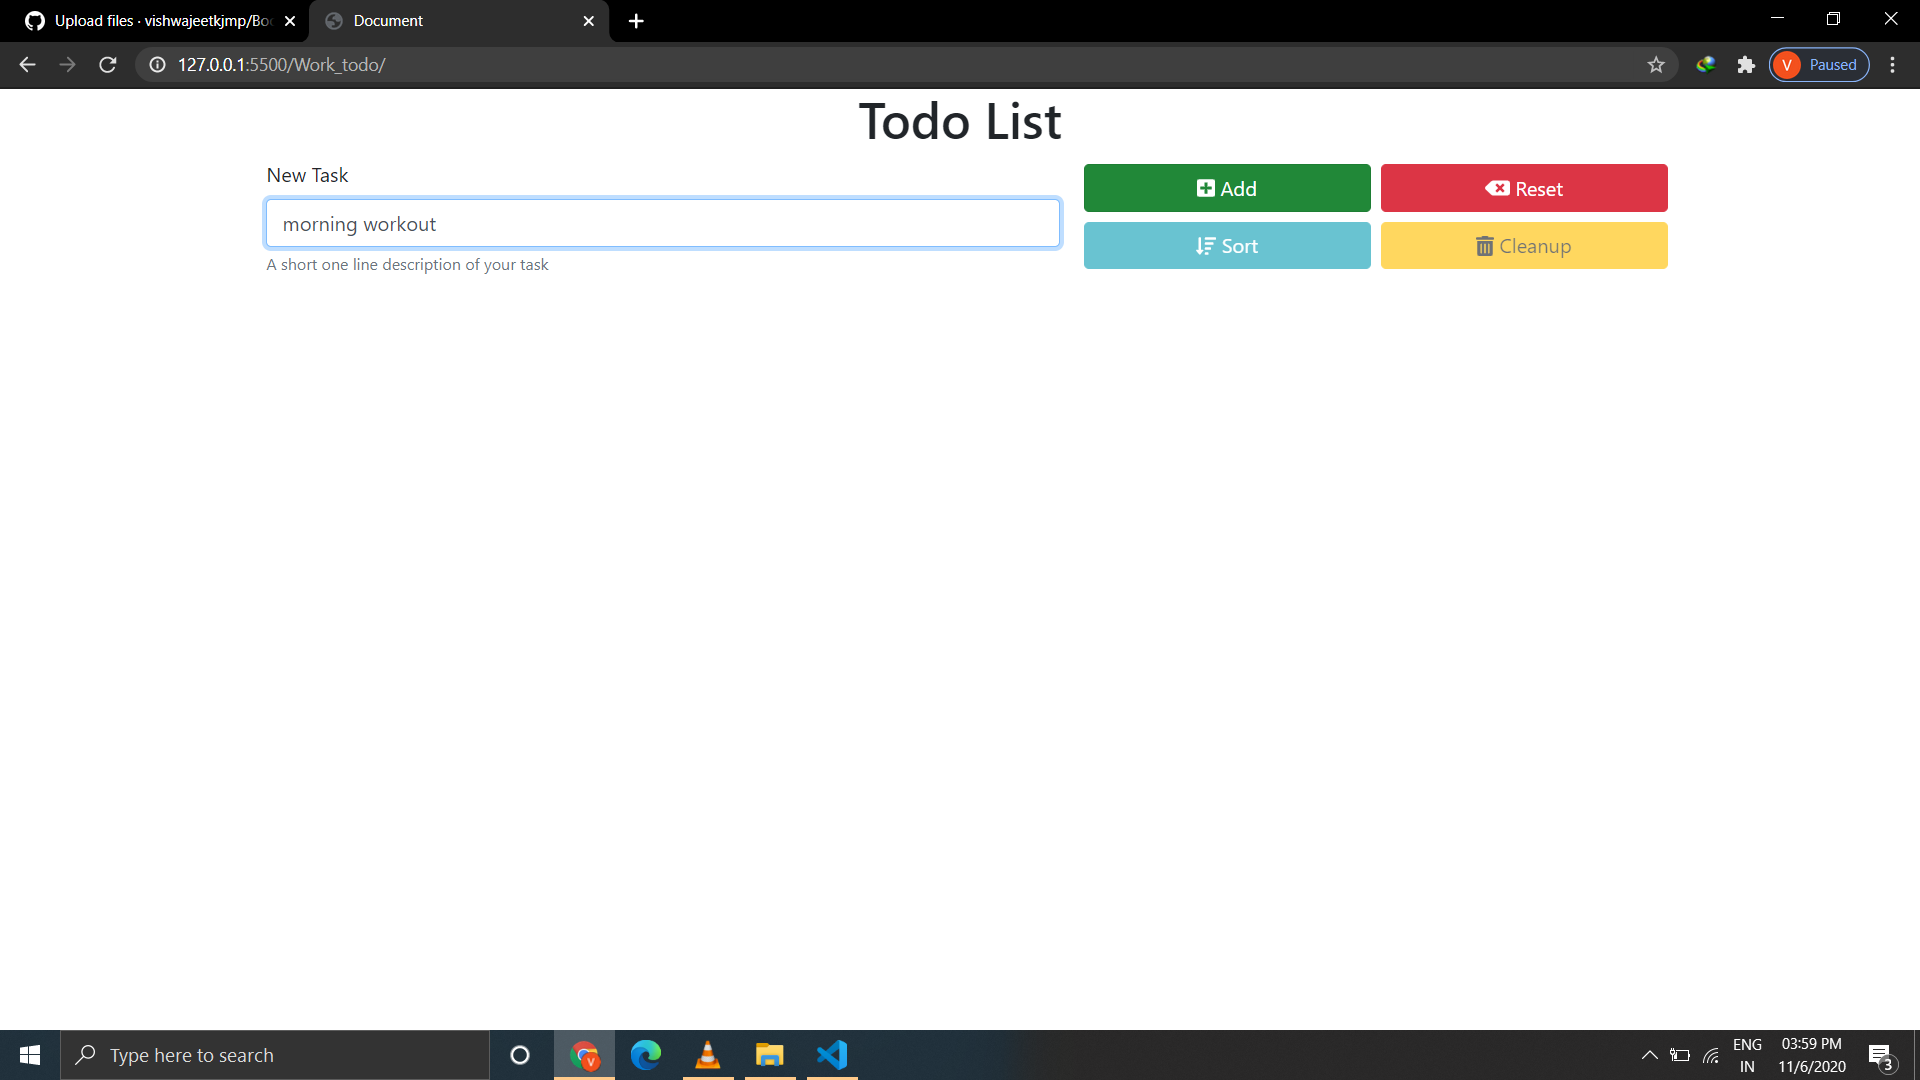 Upload files · vishwajeetkjmp/Boo
Document
127.0.0.1:5500/Work_todo/
V Paused
Todo List
New Task
morning workout
A short one line description of your task
Add
Reset
Sort
Cleanup
Type here to search
V
ENG
IN
03:59 PM
11/6/2020
3